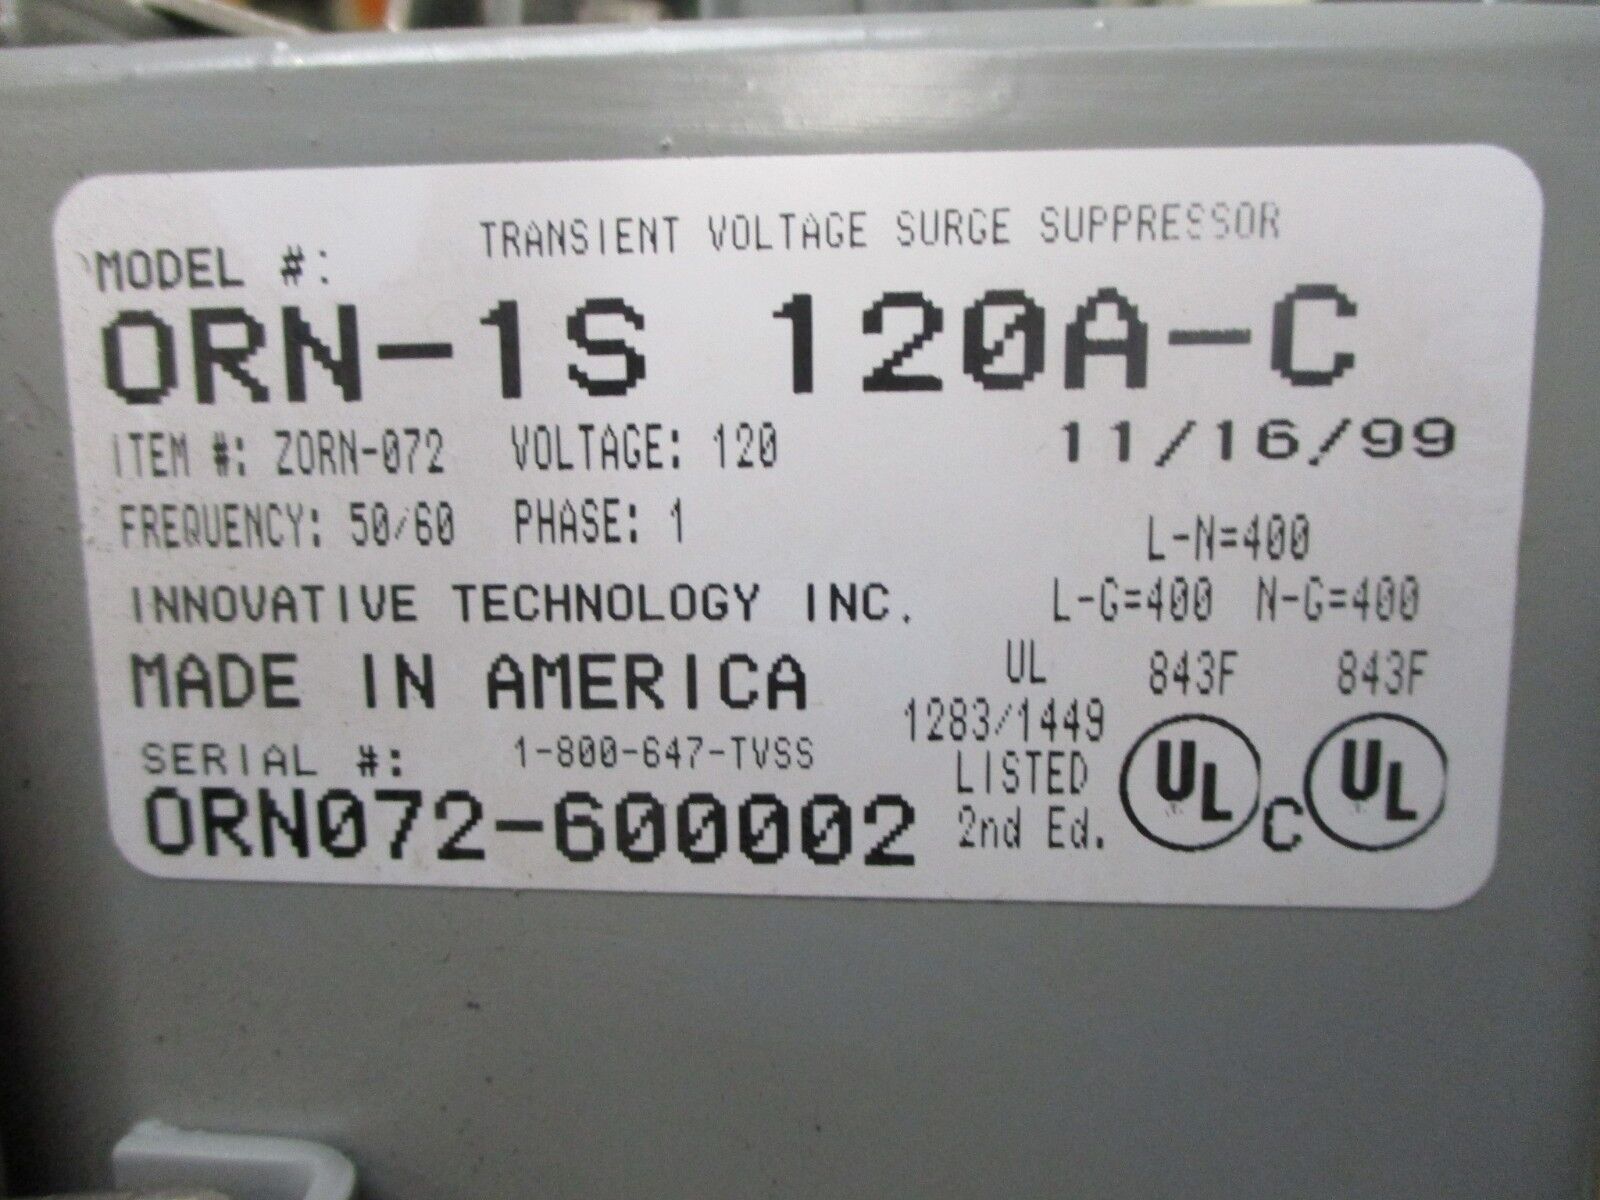 TRANSIENT VOLTAGE SURGE SUPPRESSOR
MODEL #:
ORN-1S 120A-C
ITEM #: ZORN-072 VOLTAGE: 120 11/16/99
FREQUENCY: 50/60 PHASE: 1
L-N=400
INNOVATIVE TECHNOLOGY INC. L-G=400 N-G=400
MADE IN AMERICA
UL 843F 843F
1283/1449
SERIAL #: 1-800-647-TVSS
LISTED UL C UL
ORN072-600002 2nd Ed.